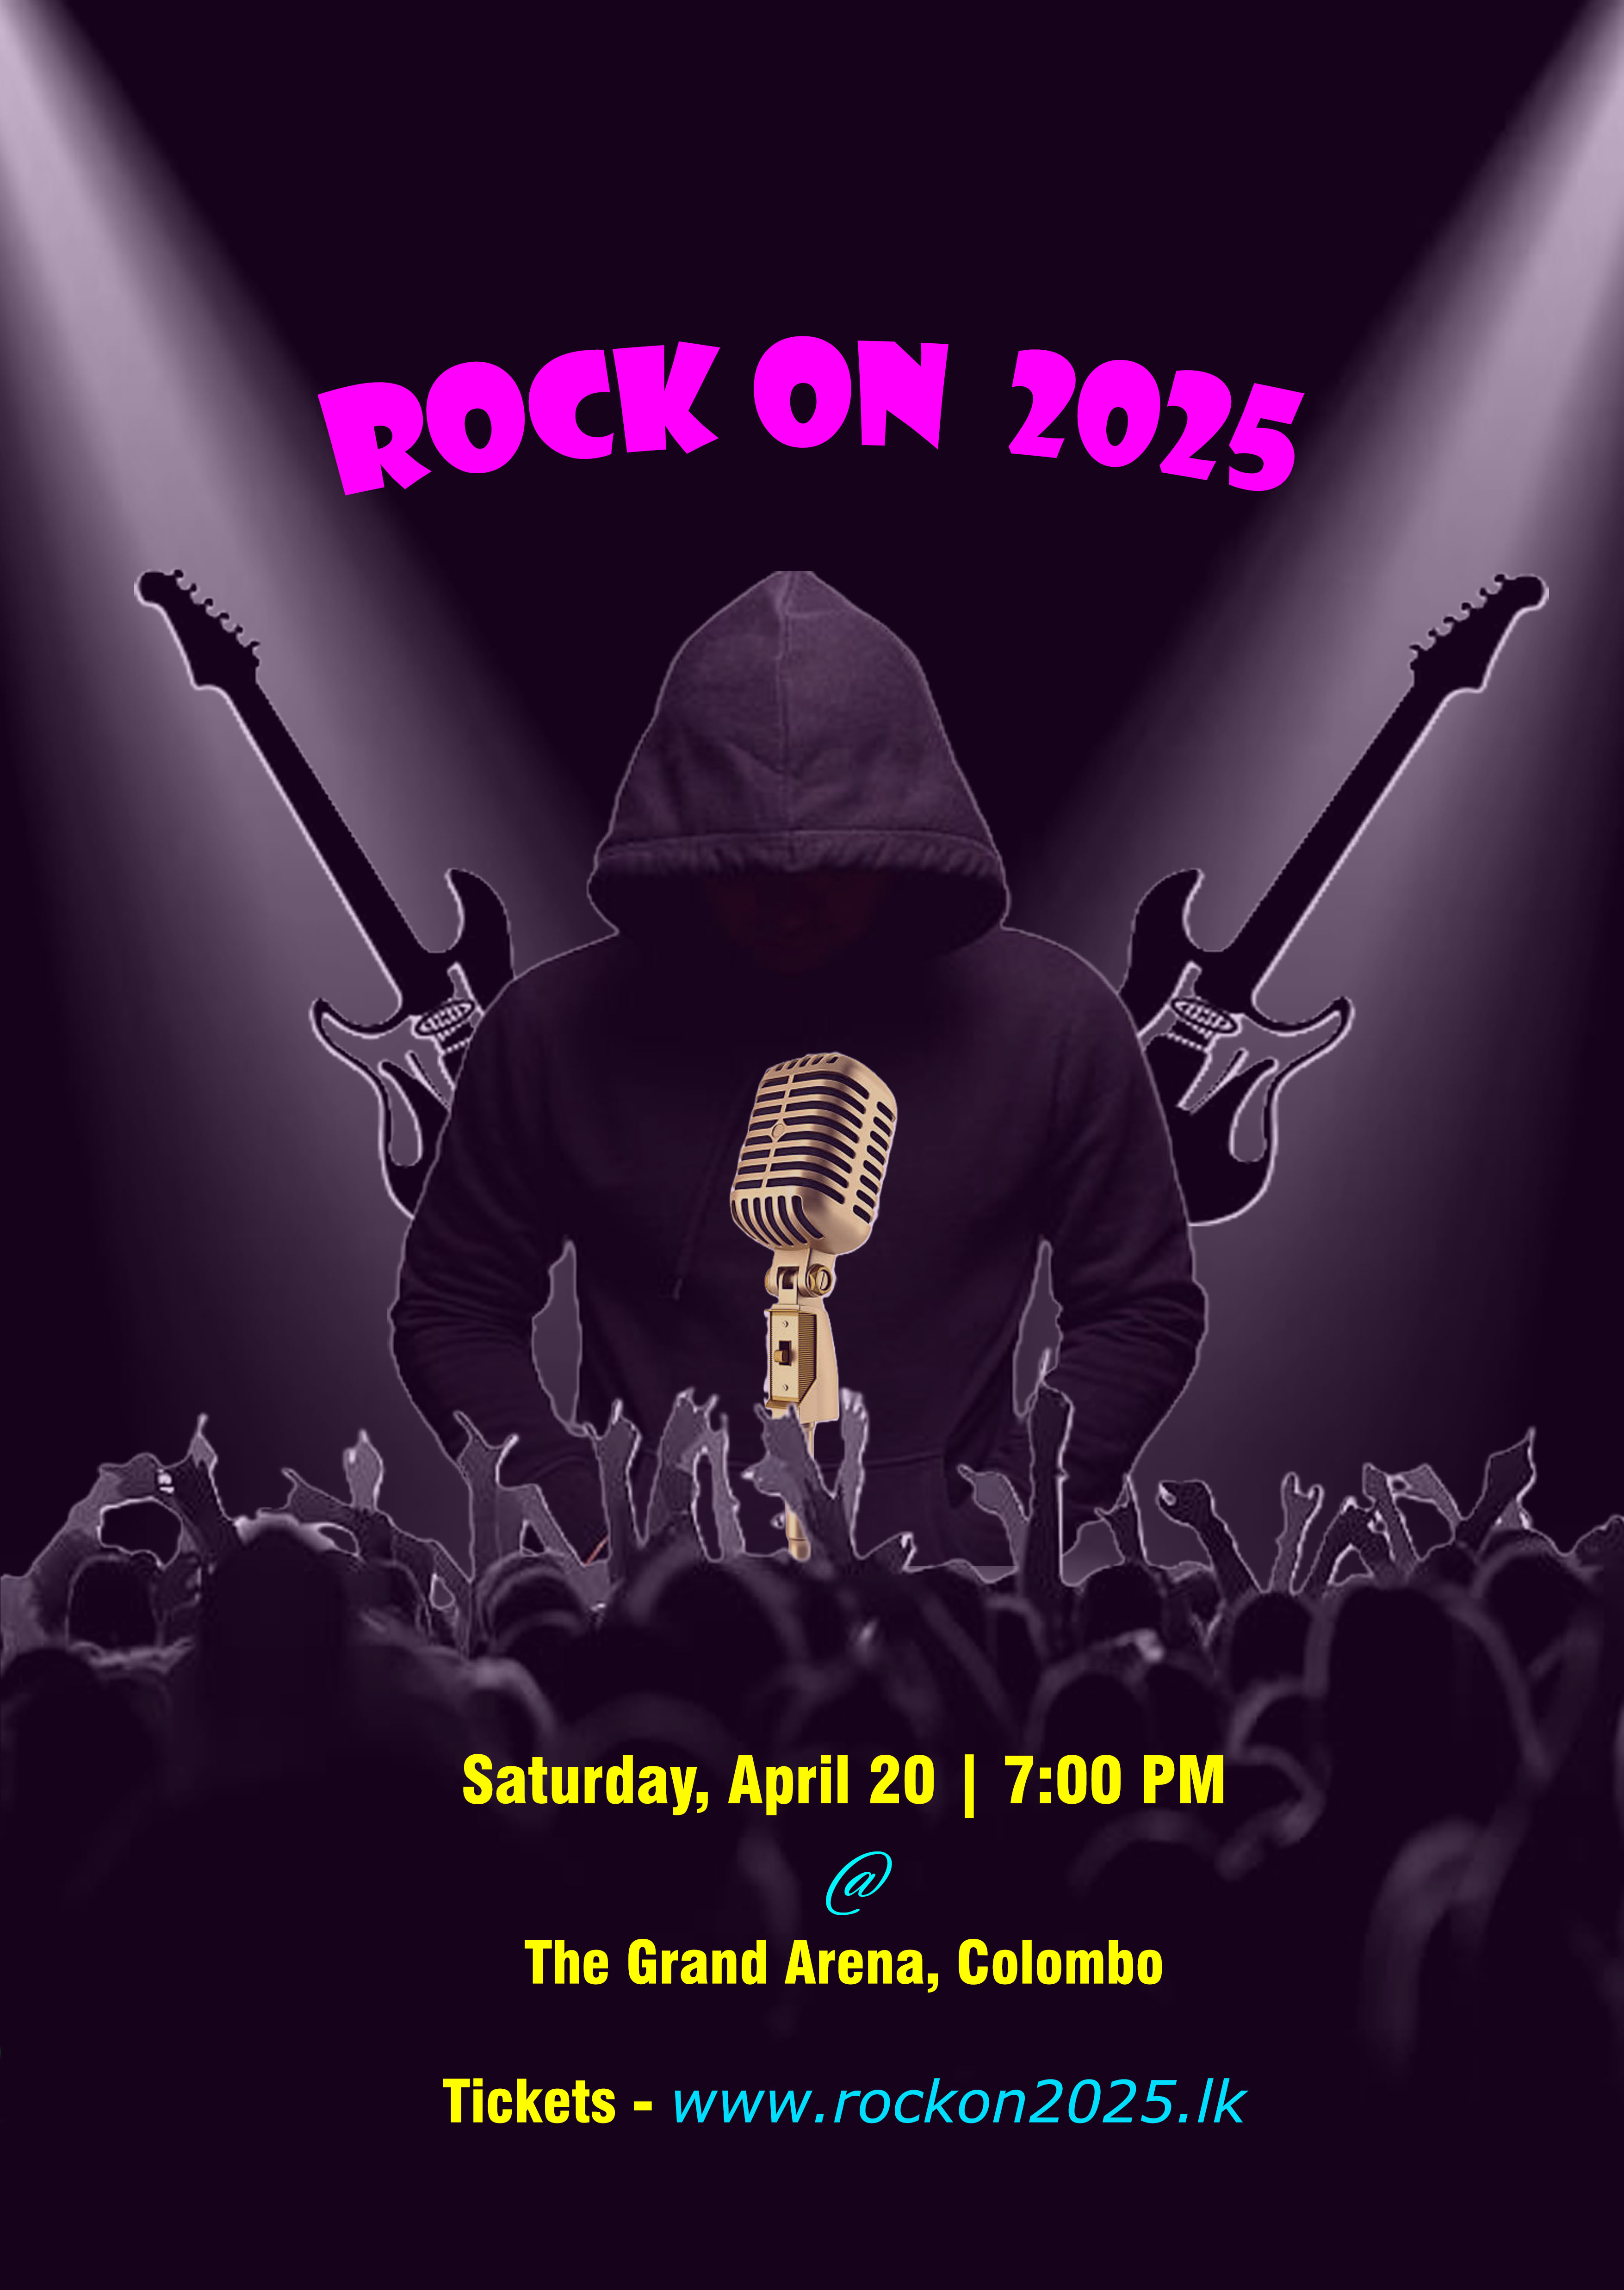 ROCK ON 2025
Saturday, April 20 | 7:00 PM
@
The Grand Arena, Colombo
Tickets - www.rockon2025.lk